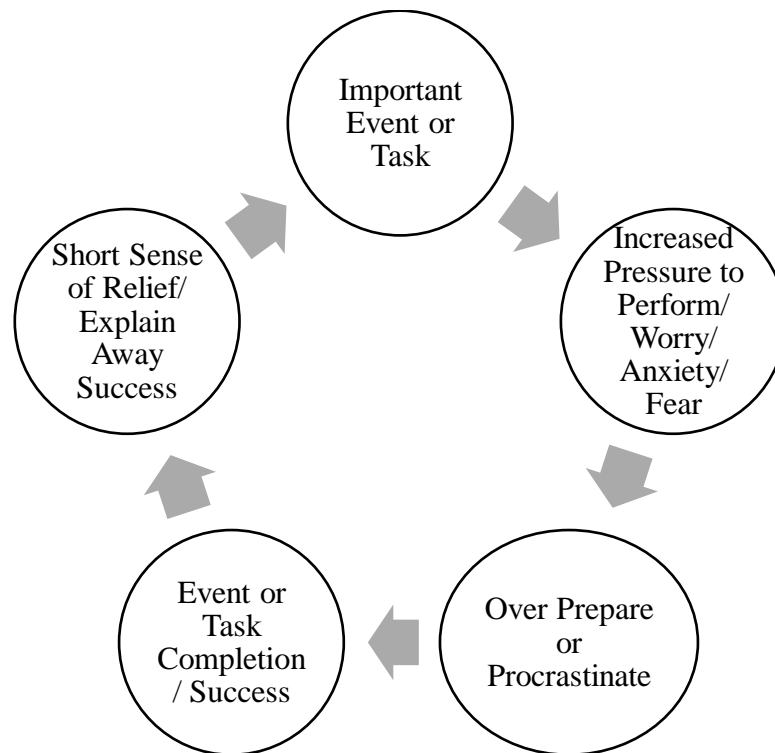 Important
Event or
Task
Increased
Pressure to
Perform/
Worry/
Anxiety/
Fear
Over Prepare
or
Procrastinate
Event or
Task
Completion
/ Success
Short Sense
of Relief/
Explain
Away
Success